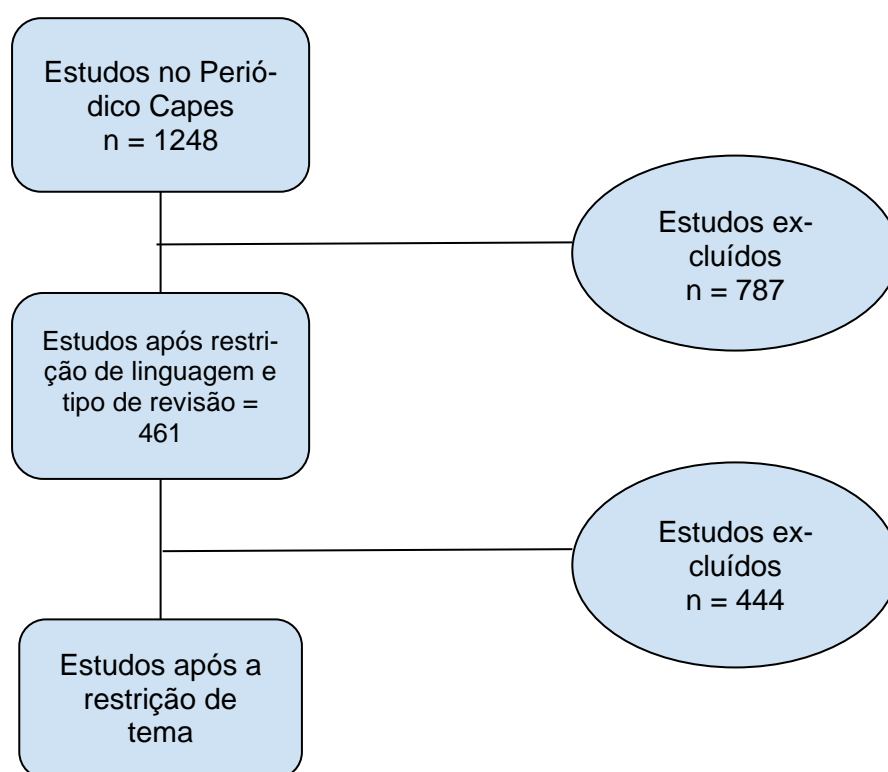 Estudos no Perió-
dico Capes
n = 1248
Estudos ex-
cluídos
n = 787
Estudos após restri-
ção de linguagem e
tipo de revisão =
461
Estudos ex-
cluídos
n = 444
Estudos após a
restrição de
tema